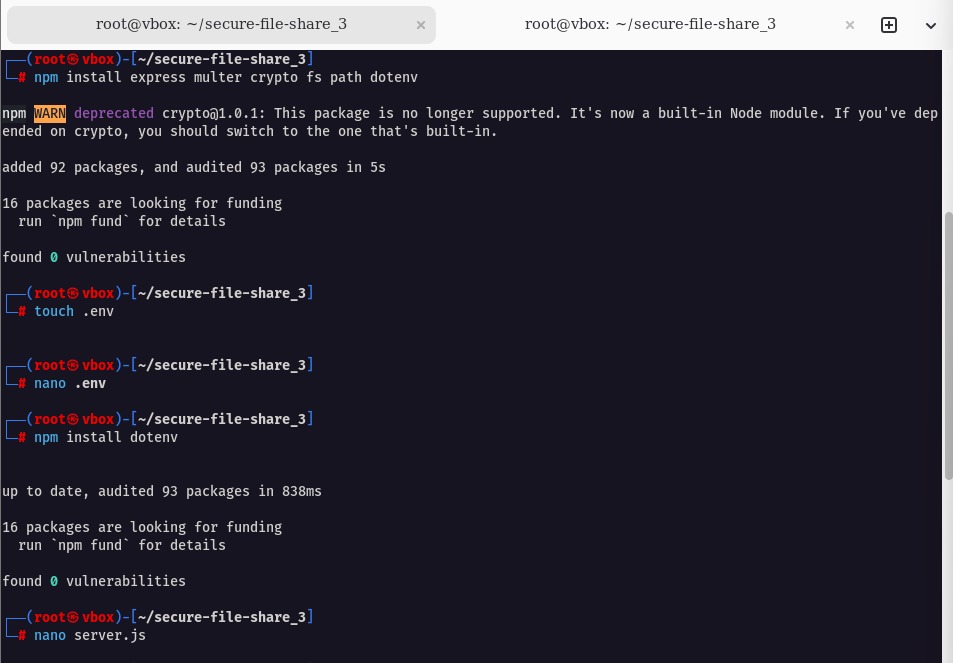 root@vbox: ~/secure-file-share_3 × root@vbox: ~/secure-file-share_3 ×
┌──(root㉿vbox)-[~/secure-file-share_3]
└─# npm install express multer crypto fs path dotenv
npm WARN deprecated crypto@1.0.1: This package is no longer supported. It's now a built-in Node module. If you've dep
ended on crypto, you should switch to the one that's built-in.
added 92 packages, and audited 93 packages in 5s
16 packages are looking for funding
  run `npm fund` for details
found 0 vulnerabilities
┌──(root㉿vbox)-[~/secure-file-share_3]
└─# touch .env
┌──(root㉿vbox)-[~/secure-file-share_3]
└─# nano .env
┌──(root㉿vbox)-[~/secure-file-share_3]
└─# npm install dotenv
up to date, audited 93 packages in 838ms
16 packages are looking for funding
  run `npm fund` for details
found 0 vulnerabilities
┌──(root㉿vbox)-[~/secure-file-share_3]
└─# nano server.js